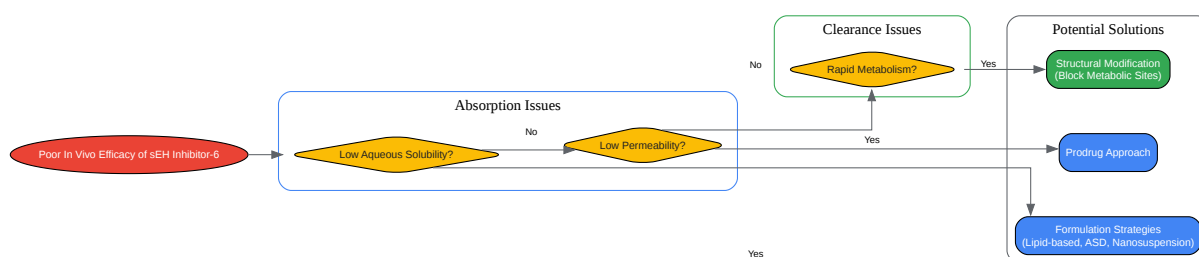 Clearance Issues
Potential Solutions
No
Rapid Metabolism?
Yes
Structural Modification
(Block Metabolic Sites)
Absorption Issues
Poor In Vivo Efficacy of sEH Inhibitor-6
Low Aqueous Solubility?
No
Low Permeability?
Yes
Prodrug Approach
Formulation Strategies
(Lipid-based, ASD, Nanosuspension)
Yes